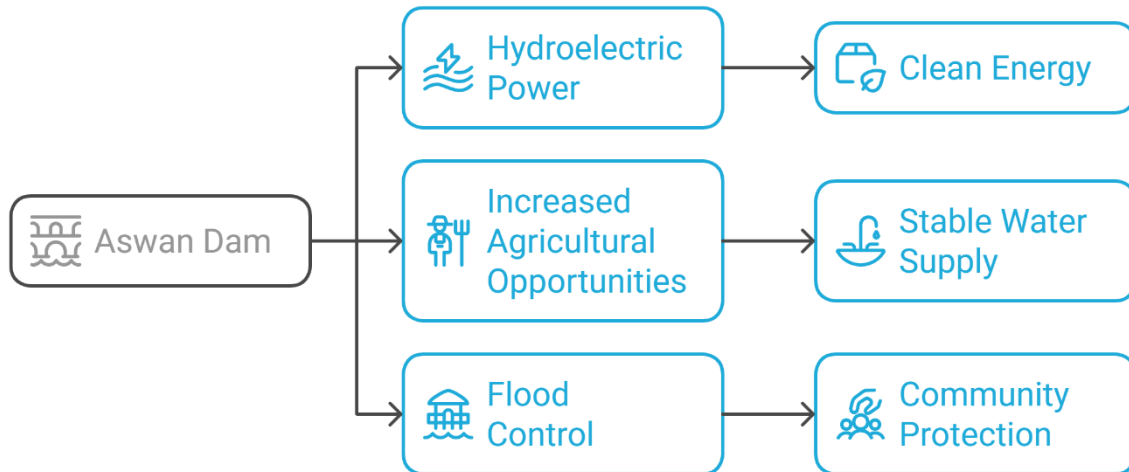 Aswan Dam
Hydroelectric
Power
Clean Energy
Increased
Agricultural
Opportunities
Stable Water
Supply
Flood
Control
Community
Protection